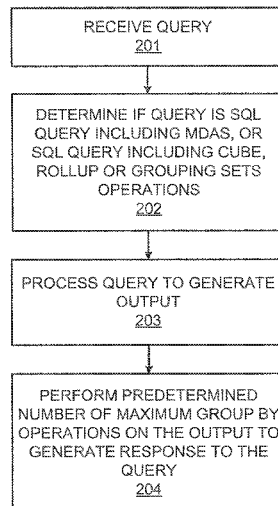 RECEIVE QUERY
201
DETERMINE IF QUERY IS SQL
QUERY INCLUDING MDAS, OR
SQL QUERY INCLUDING CUBE,
ROLLUP OR GROUPING SETS
OPERATIONS
202
PROCESS QUERY TO GENERATE
OUTPUT
203
PERFORM PREDETERMINED
NUMBER OF MAXIMUM GROUP BY
OPERATIONS ON THE OUTPUT TO
GENERATE RESPONSE TO THE
QUERY
204